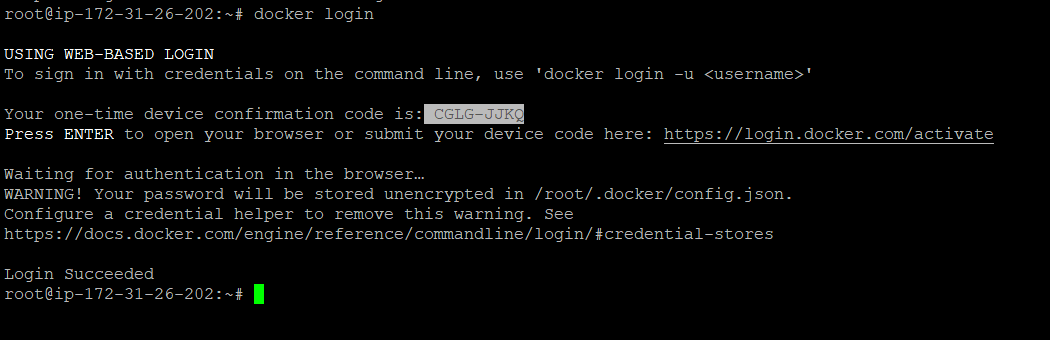 root@ip-172-31-26-202:~# docker login
USING WEB-BASED LOGIN
To sign in with credentials on the command line, use 'docker login -u <username>'
Your one-time device confirmation code is: CGLG-JJKQ
Press ENTER to open your browser or submit your device code here: https://login.docker.com/activate
Waiting for authentication in the browser…
WARNING! Your password will be stored unencrypted in /root/.docker/config.json.
Configure a credential helper to remove this warning. See
https://docs.docker.com/engine/reference/commandline/login/#credential-stores
Login Succeeded
root@ip-172-31-26-202:~#